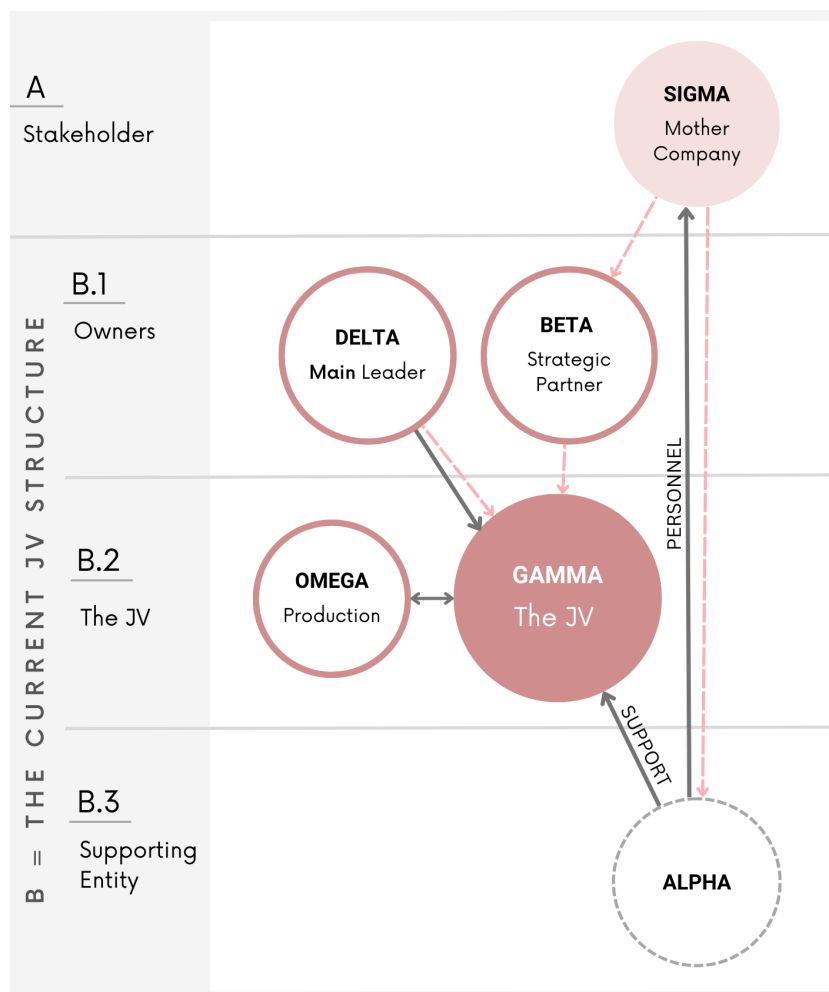 A
Stakeholder
SIGMA
Mother
Company
B = THE CURRENT JV STRUCTURE
B.1
Owners
DELTA
Main Leader
BETA
Strategic
Partner
PERSONNEL
B.2
The JV
OMEGA
Production
GAMMA
The JV
SUPPORT
B.3
Supporting
Entity
ALPHA